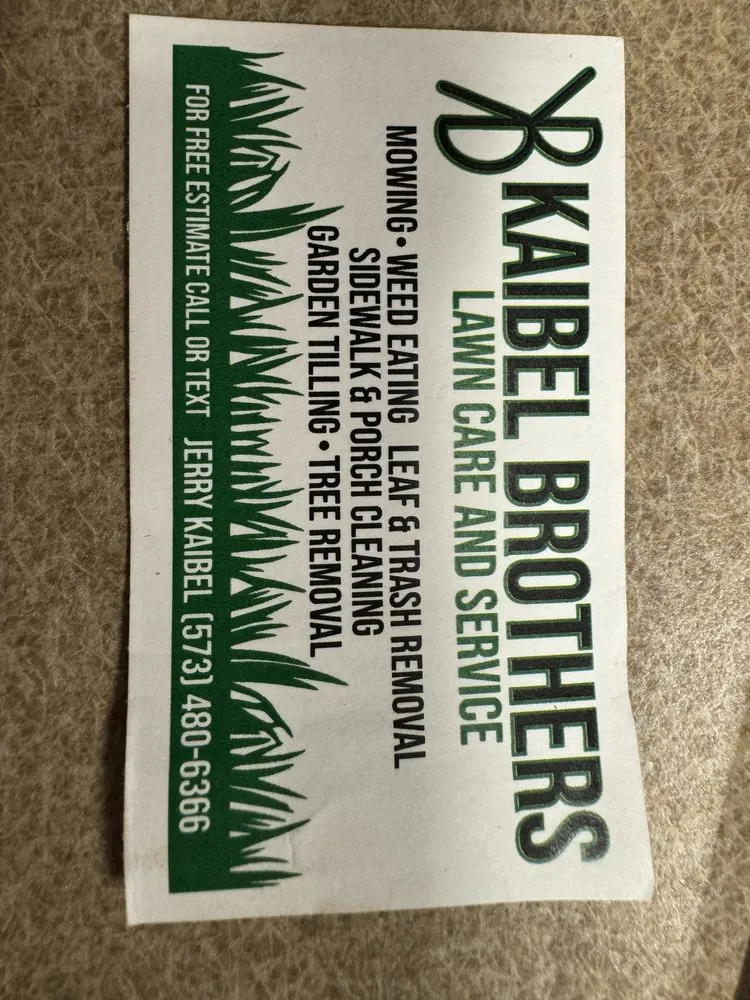 KB KAIBEL BROTHERS
LAWN CARE AND SERVICE
MOWING • WEED EATING LEAF & TRASH REMOVAL
SIDEWALK & PORCH CLEANING
GARDEN TILLING • TREE REMOVAL
FOR FREE ESTIMATE CALL OR TEXT JERRY KAIBEL (573) 480-6366